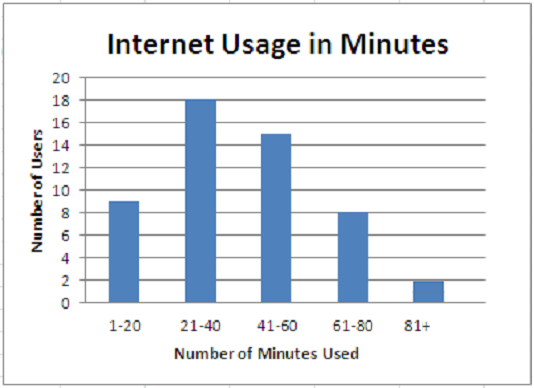 Internet Usage in Minutes
Number of Users
20
18
16
14
12
10
8
6
4
2
0
1-20 21-40 41-60 61-80 81+
Number of Minutes Used